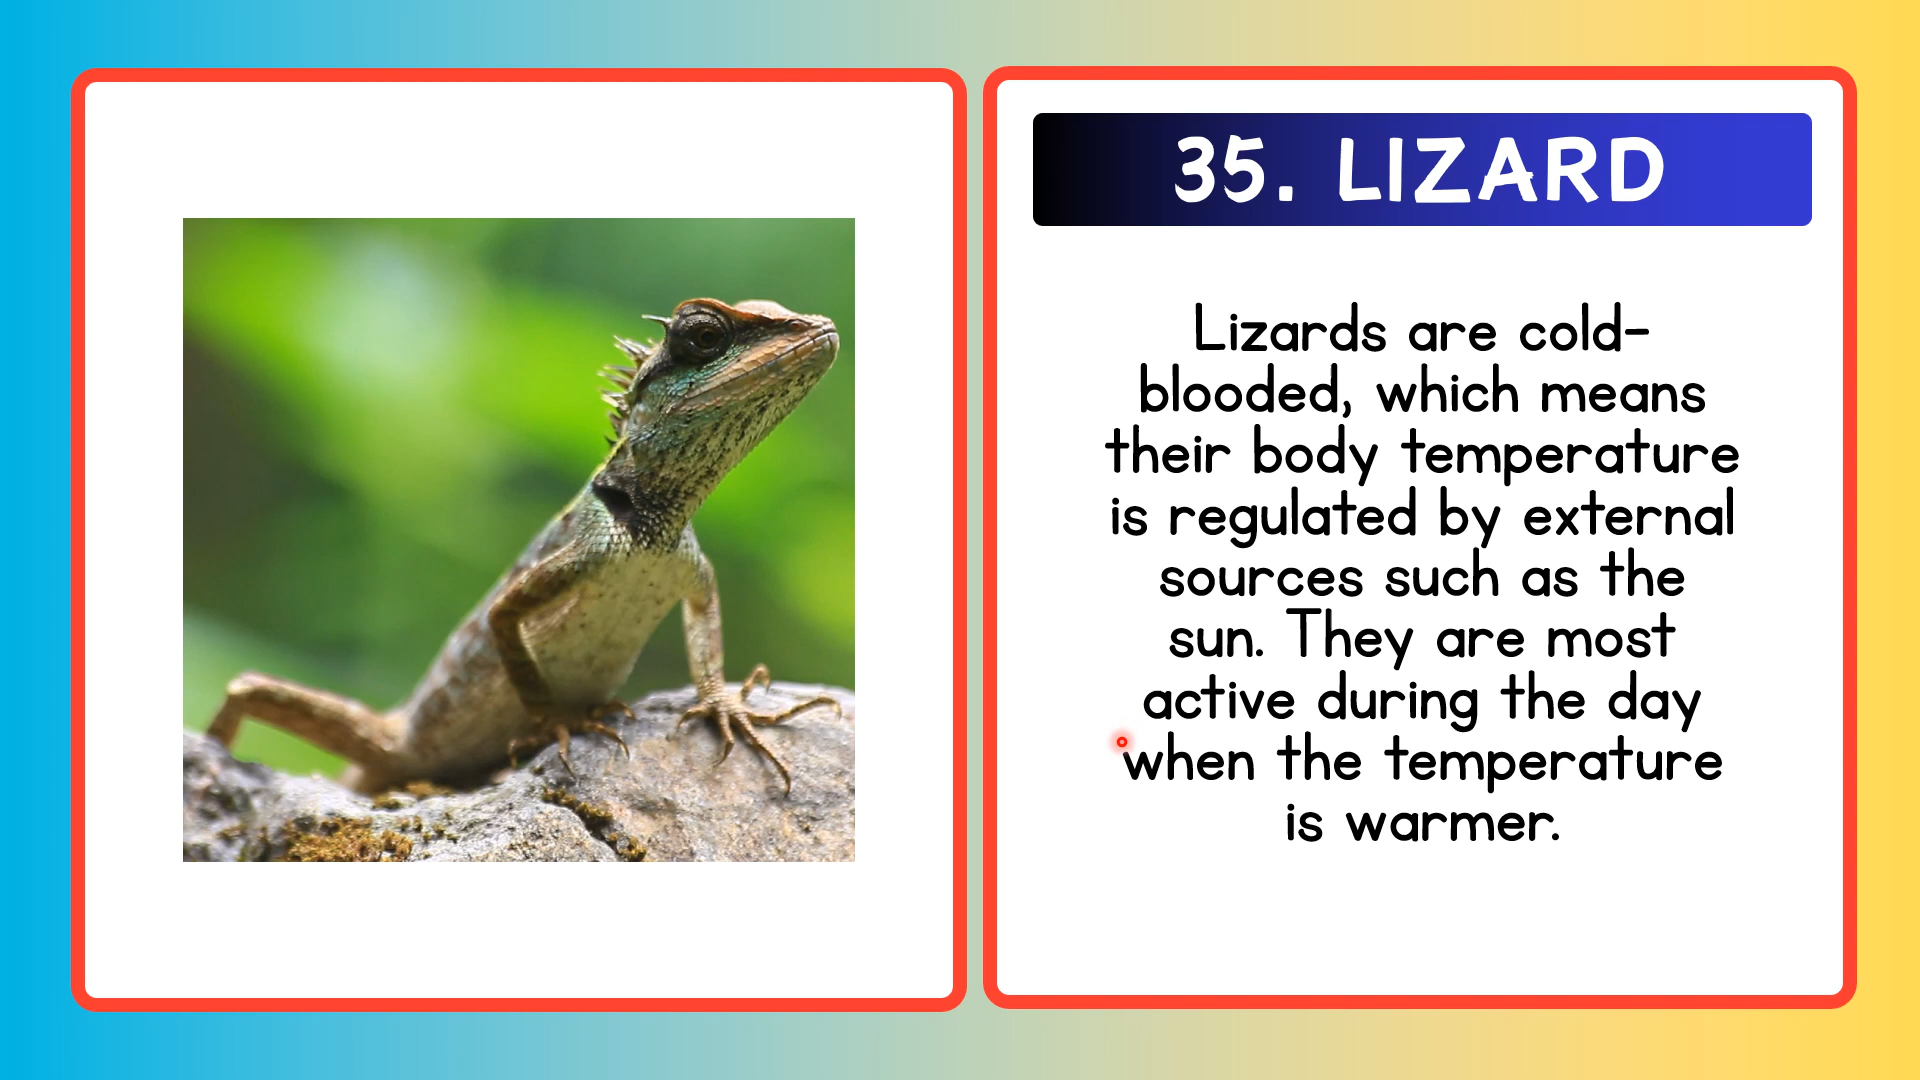 35. LIZARD
Lizards are cold-
blooded, which means
their body temperature
is regulated by external
sources such as the
sun. They are most
active during the day
when the temperature
is warmer.